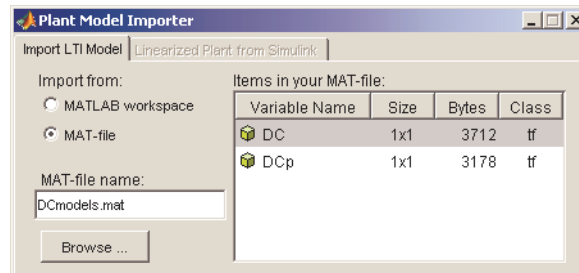 Plant Model Importer
Import LTI Model Linearized Plant from Simulink
Import from:
MATLAB workspace
MAT-file
MAT-file name:
DCmodels.mat
Browse ...
Items in your MAT-file:
Variable Name Size Bytes Class
DC 1x1 3712 tf
DCp 1x1 3178 tf